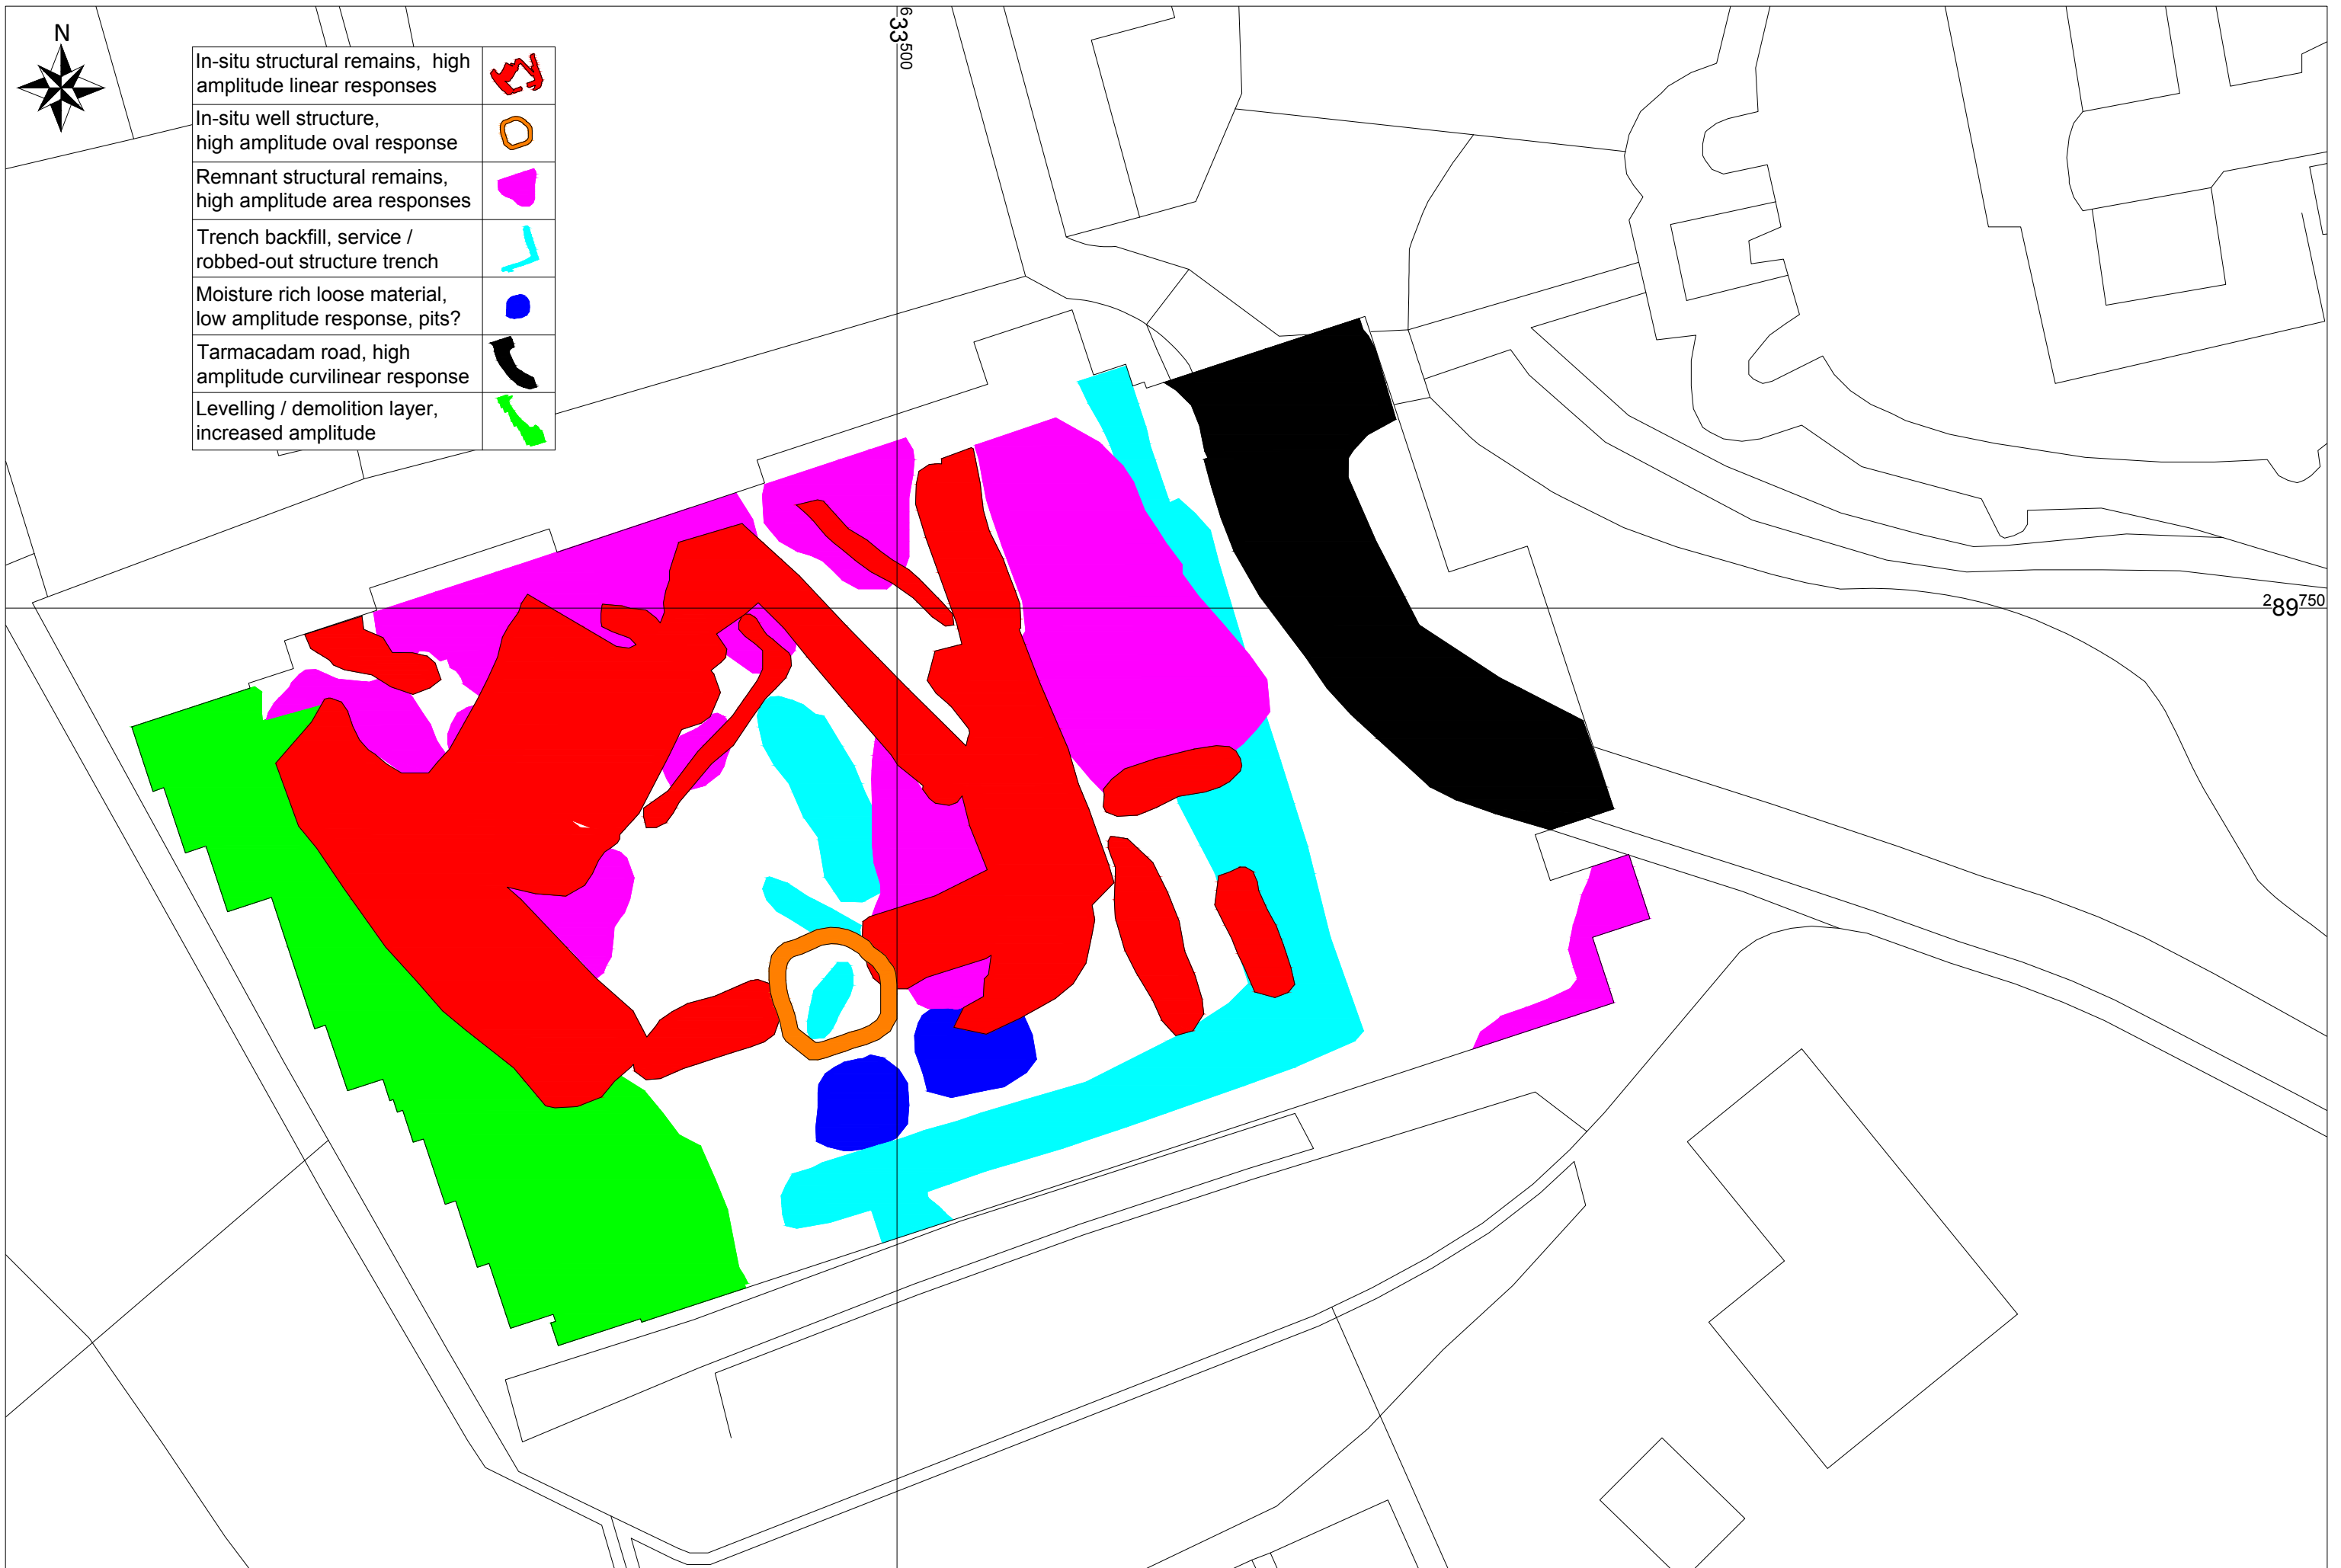 N
In-situ structural remains, high
amplitude linear responses
In-situ well structure,
high amplitude oval response
Remnant structural remains,
high amplitude area responses
Trench backfill, service /
robbed-out structure trench
Moisture rich loose material,
low amplitude response, pits?
Tarmacadam road, high
amplitude curvilinear response
Levelling / demolition layer,
increased amplitude
633500
289750